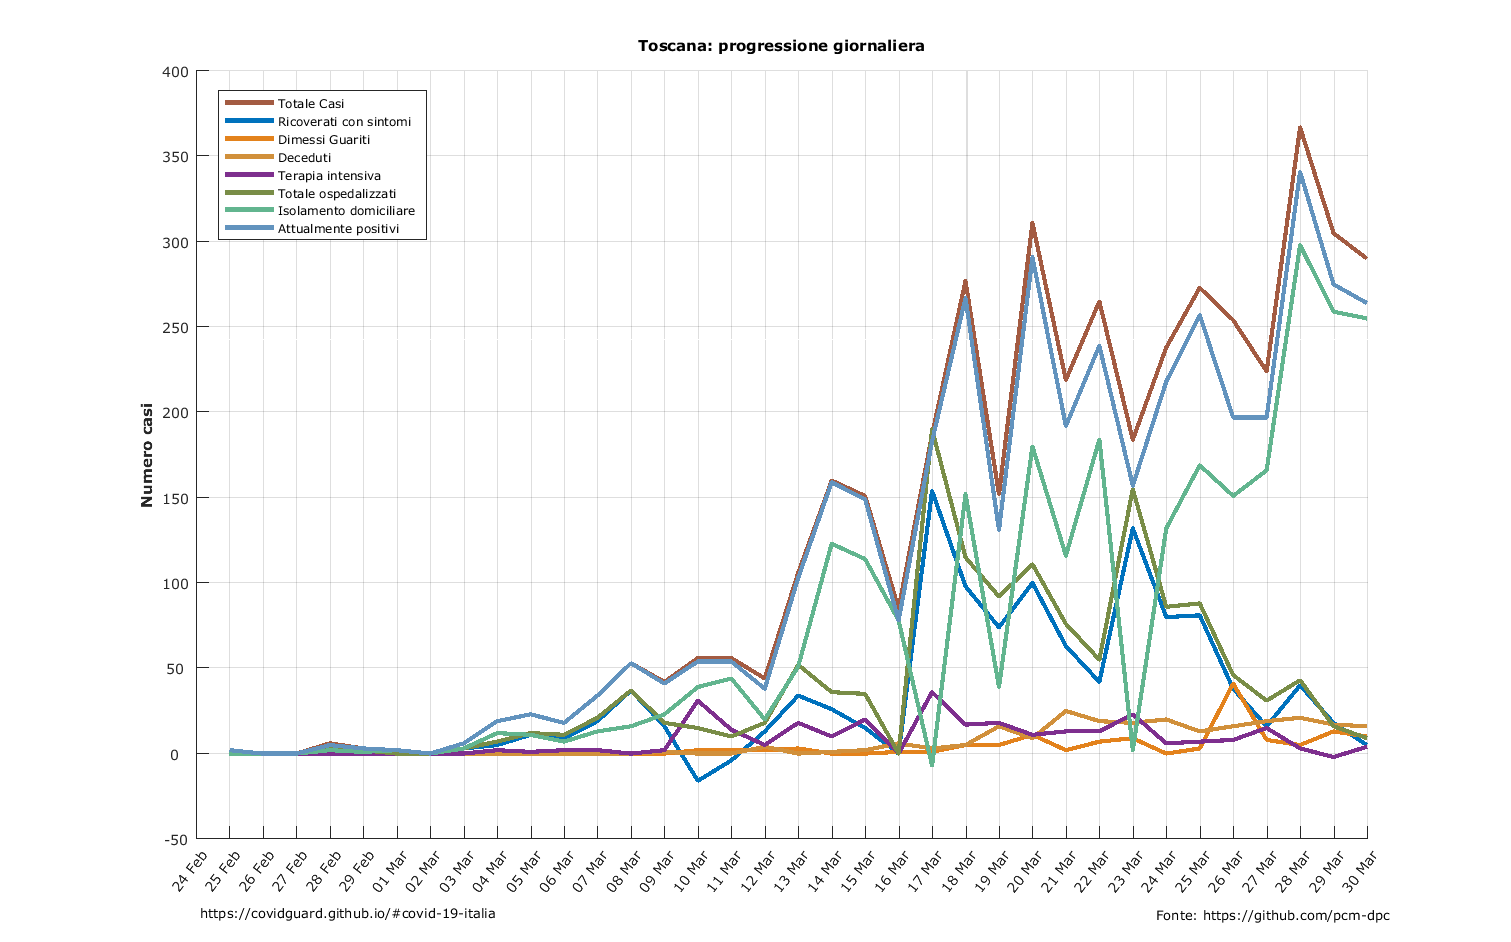 Toscana: progressione giornaliera
400
350
300
250
200
150
100
50
0
-50
Numero casi
Totale Casi
Ricoverati con sintomi
Dimessi Guariti
Deceduti
Terapia intensiva
Totale ospedalizzati
Isolamento domiciliare
Attualmente positivi
24 Feb
25 Feb
26 Feb
27 Feb
28 Feb
29 Feb
01 Mar
02 Mar
03 Mar
04 Mar
05 Mar
06 Mar
07 Mar
08 Mar
09 Mar
10 Mar
11 Mar
12 Mar
13 Mar
14 Mar
15 Mar
16 Mar
17 Mar
18 Mar
19 Mar
20 Mar
21 Mar
22 Mar
23 Mar
24 Mar
25 Mar
26 Mar
27 Mar
28 Mar
29 Mar
30 Mar
https://covidguard.github.io/#covid-19-italia
Fonte: https://github.com/pcm-dpc